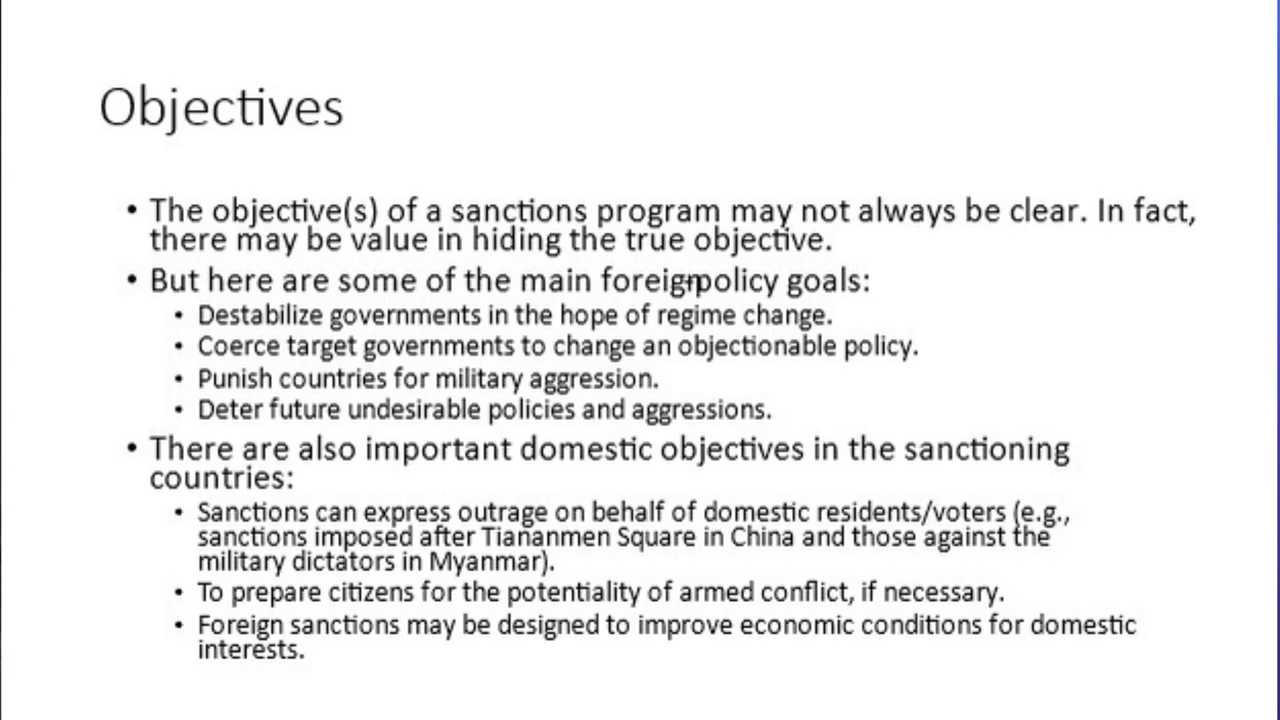 Objectives
• The objective(s) of a sanctions program may not always be clear. In fact,
there may be value in hiding the true objective.
• But here are some of the main foreign policy goals:
• Destabilize governments in the hope of regime change.
• Coerce target governments to change an objectionable policy.
• Punish countries for military aggression.
• Deter future undesirable policies and aggressions.
• There are also important domestic objectives in the sanctioning
countries:
• Sanctions can express outrage on behalf of domestic residents/voters (e.g.,
sanctions imposed after Tiananmen Square in China and those against the
military dictators in Myanmar).
• To prepare citizens for the potentiality of armed conflict, if necessary.
• Foreign sanctions may be designed to improve economic conditions for domestic
interests.